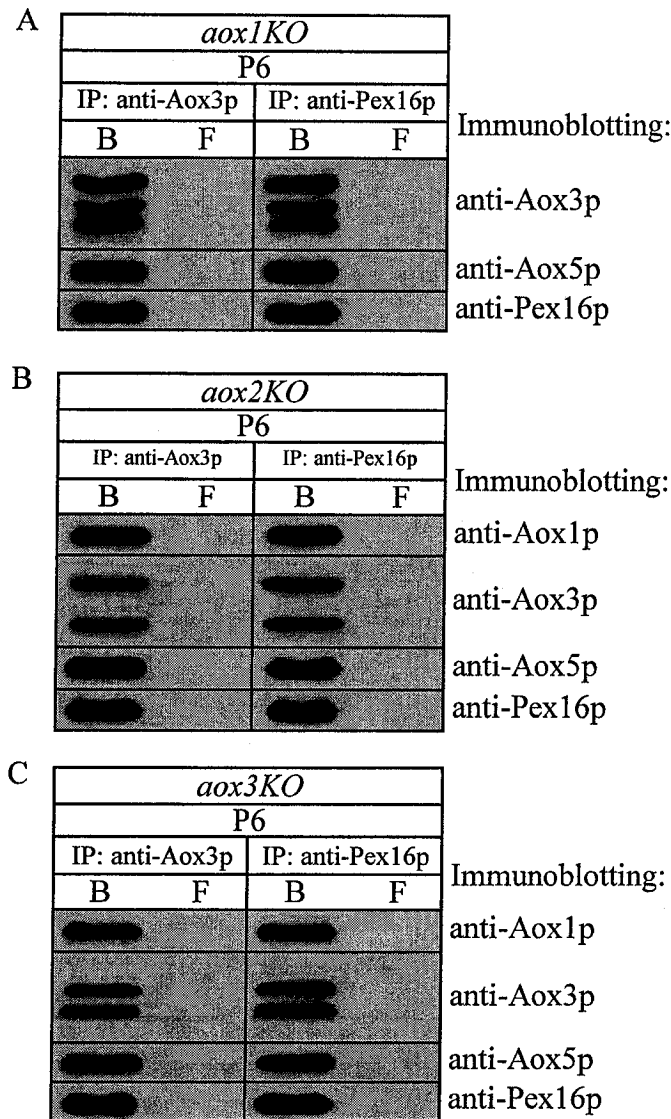 A
aox1KO
P6
IP: anti-Aox3p IP: anti-Pex16p
B F B F
Immunoblotting:
anti-Aox3p
anti-Aox5p
anti-Pex16p
B
aox2KO
P6
IP: anti-Aox3p IP: anti-Pex16p
B F B F
Immunoblotting:
anti-Aox1p
anti-Aox3p
anti-Aox5p
anti-Pex16p
C
aox3KO
P6
IP: anti-Aox3p IP: anti-Pex16p
B F B F
Immunoblotting:
anti-Aox1p
anti-Aox3p
anti-Aox5p
anti-Pex16p